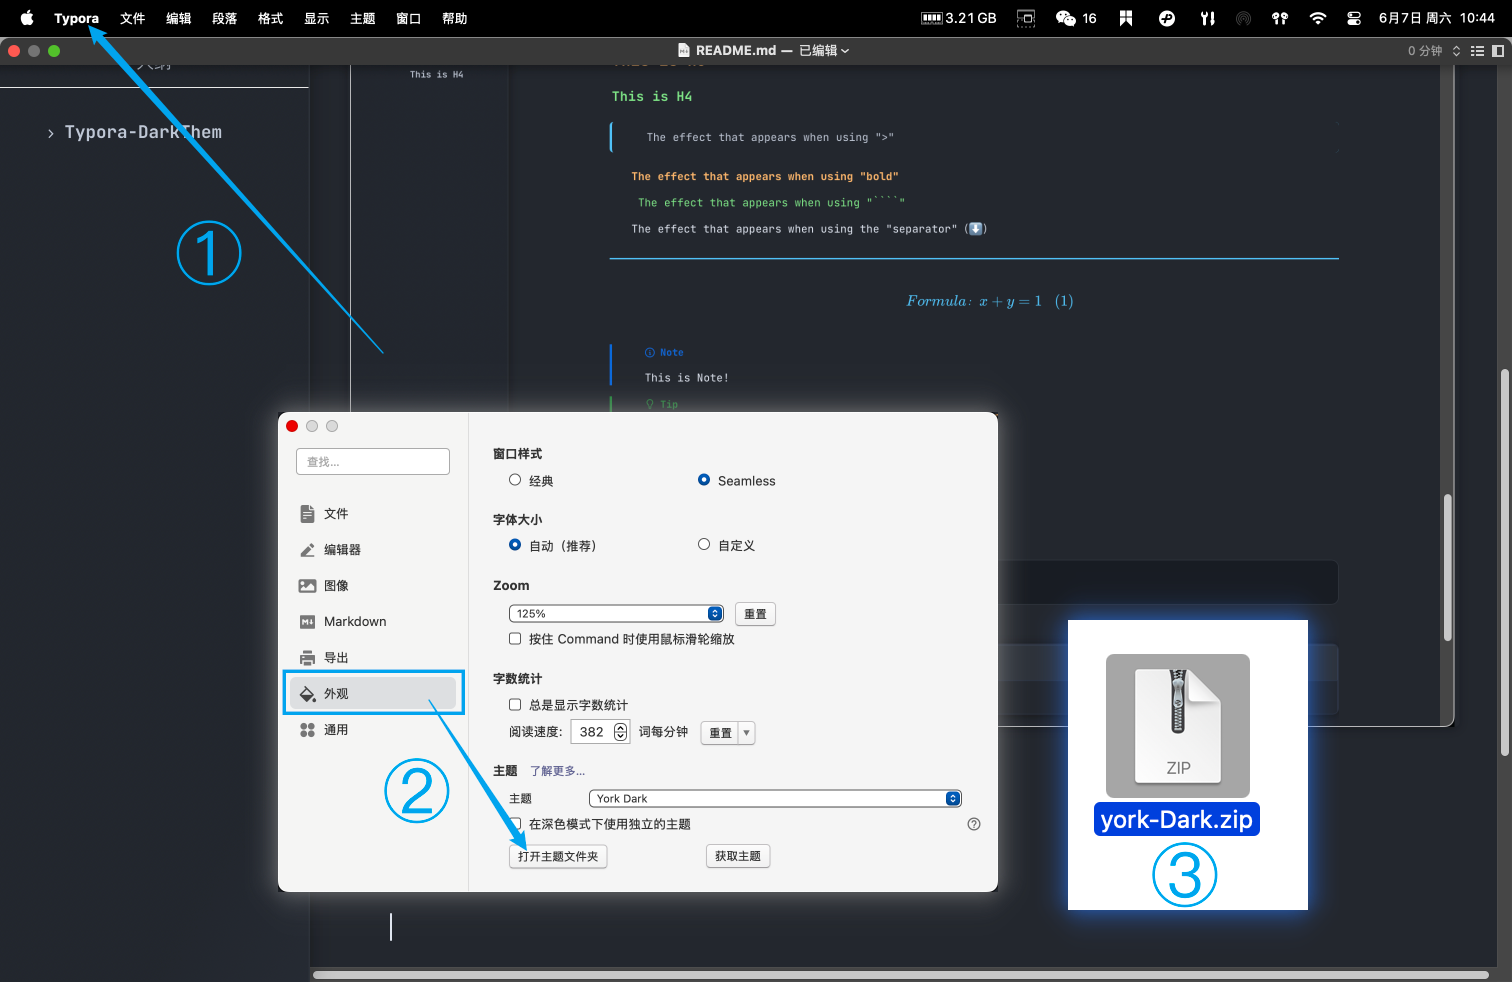 Typora 文件 编辑 段落 格式 显示 主题 窗口 帮助 3.21 GB 16 6月7日 周六 10:44
README.md — 已编辑 0 分钟
This is H4
This is H4
Typora-DarkThem
The effect that appears when using ">"
The effect that appears when using "bold"
The effect that appears when using "````"
The effect that appears when using the "separator" (⬇️)
①
Formula: x + y = 1 (1)
Note
This is Note!
Tip
查找...
文件
编辑器
图像
Markdown
导出
外观
通用
窗口样式
经典 Seamless
字体大小
自动（推荐） 自定义
Zoom
125% 重置
按住 Command 时使用鼠标滑轮缩放
字数统计
总是显示字数统计
阅读速度: 382 词每分钟 重置
主题 了解更多...
主题 York Dark
在深色模式下使用独立的主题
打开主题文件夹 获取主题
②
ZIP
york-Dark.zip
③